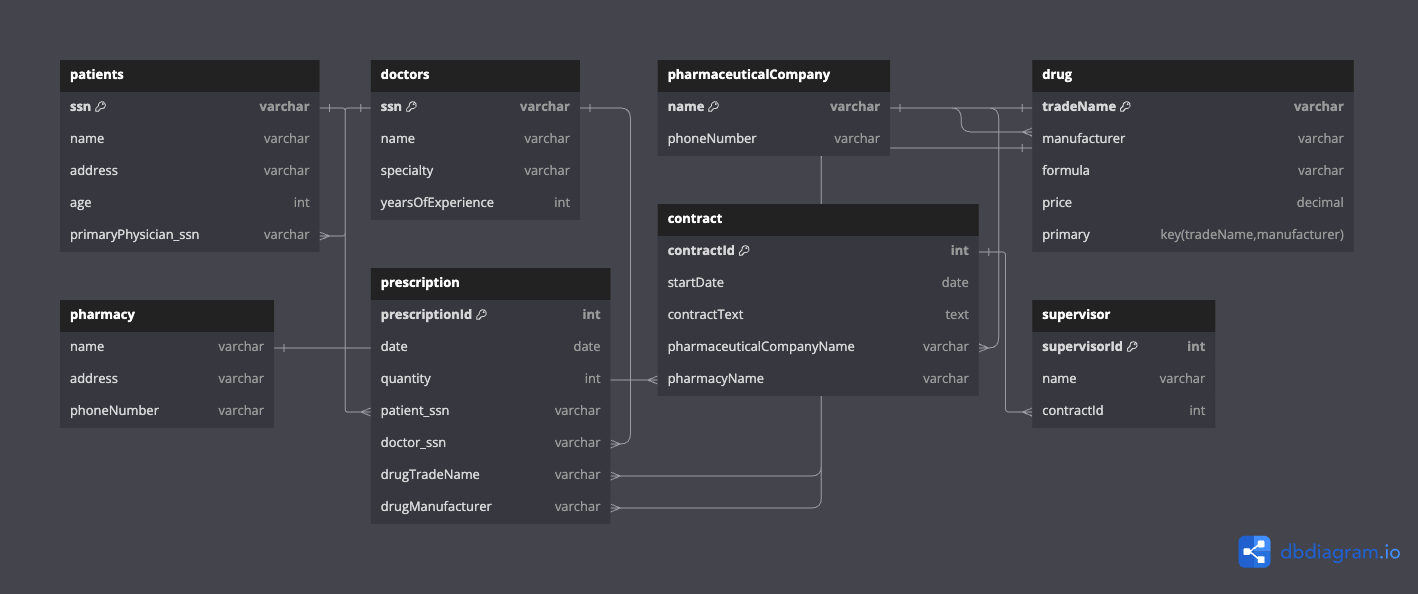 patients
ssn varchar
name varchar
address varchar
age int
primaryPhysician_ssn varchar
doctors
ssn varchar
name varchar
specialty varchar
yearsOfExperience int
pharmaceuticalCompany
name varchar
phoneNumber varchar
drug
tradeName varchar
manufacturer varchar
formula varchar
price decimal
primary key(tradeName,manufacturer)
contract
contractId int
startDate date
contractText text
pharmaceuticalCompanyName varchar
pharmacyName varchar
prescription
prescriptionId int
date date
quantity int
patient_ssn varchar
doctor_ssn varchar
drugTradeName varchar
drugManufacturer varchar
pharmacy
name varchar
address varchar
phoneNumber varchar
supervisor
supervisorId int
name varchar
contractId int
dbdiagram.io